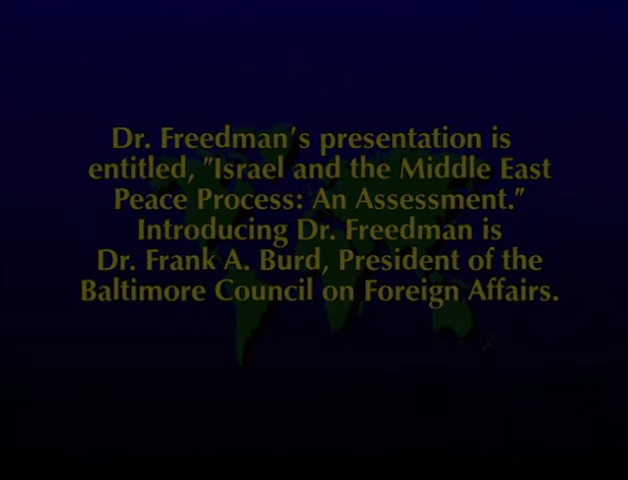 Dr. Freedman's presentation is
entitled, "Israel and the Middle East
Peace Process: An Assessment."
Introducing Dr. Freedman is
Dr. Frank A. Burd, President of the
Baltimore Council on Foreign Affairs.